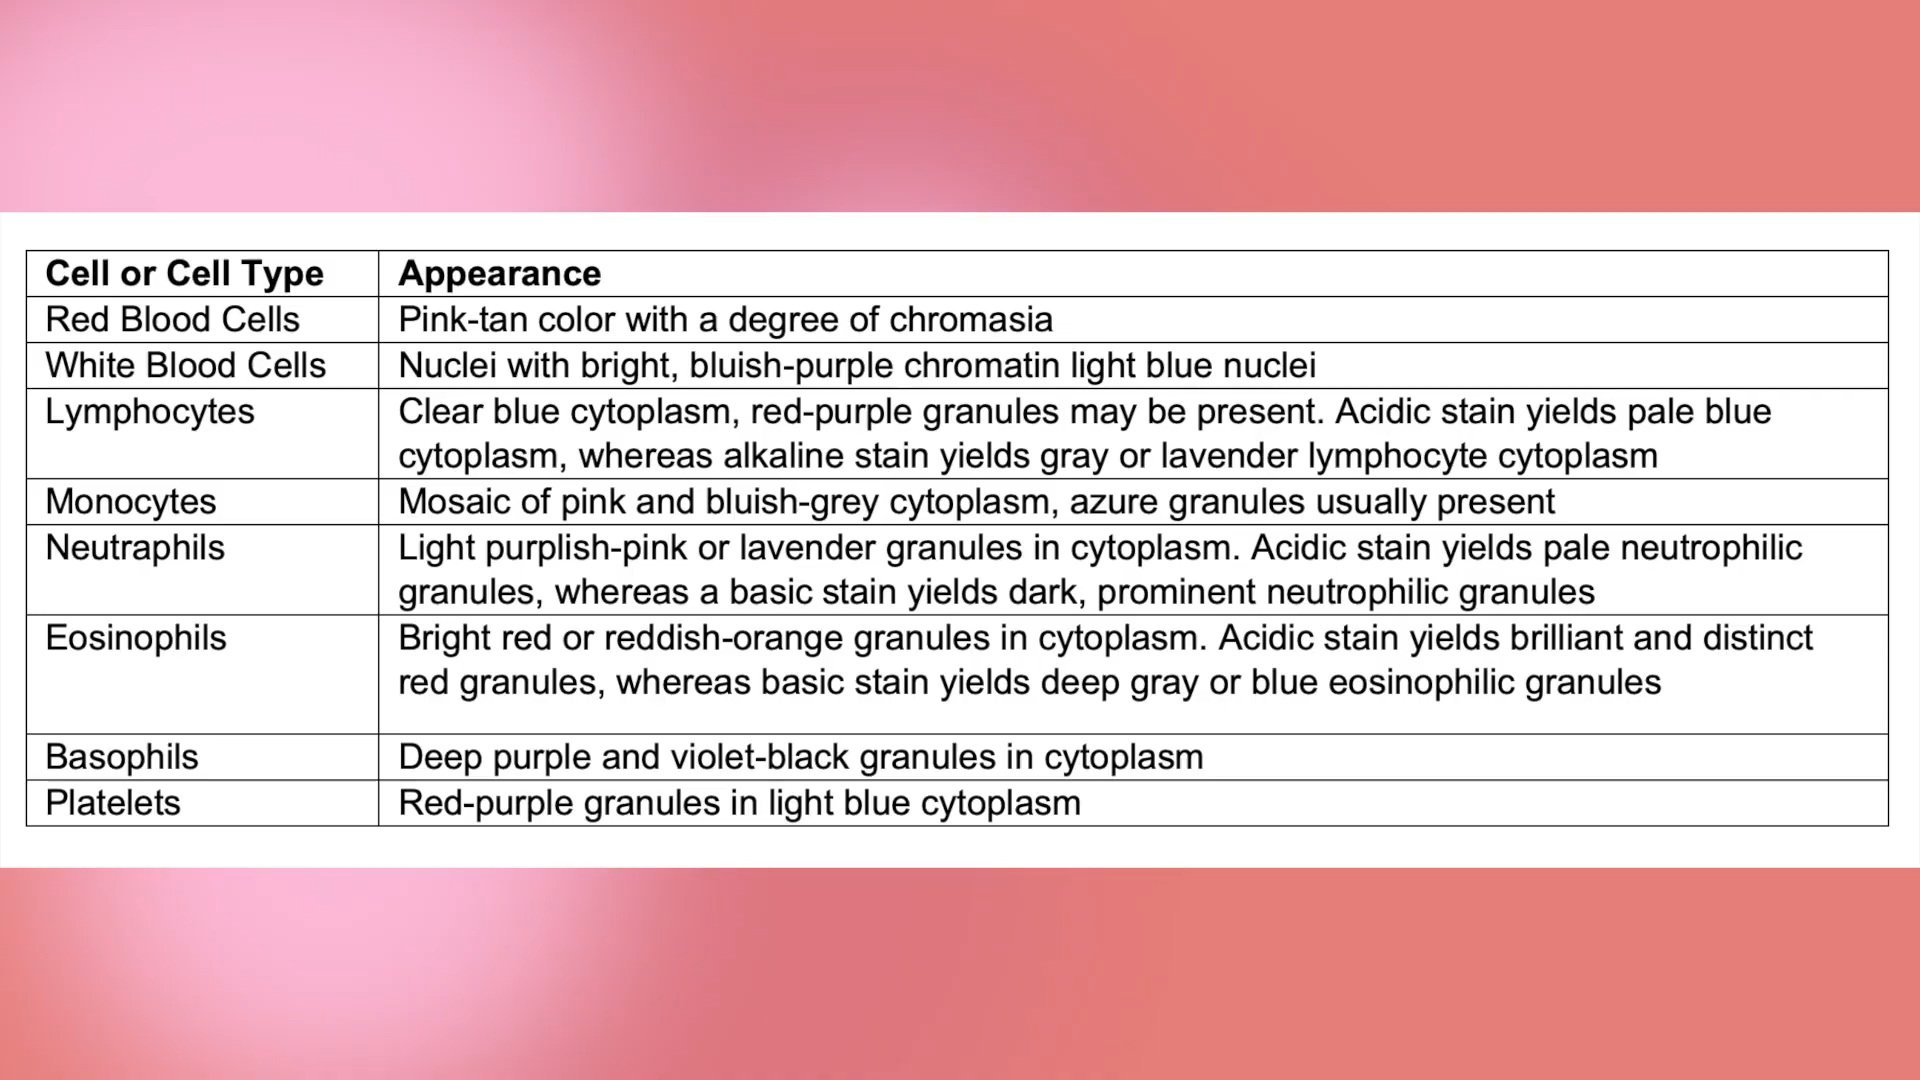 Cell or Cell Type Appearance
Red Blood Cells Pink-tan color with a degree of chromasia
White Blood Cells Nuclei with bright, bluish-purple chromatin light blue nuclei
Lymphocytes Clear blue cytoplasm, red-purple granules may be present. Acidic stain yields pale blue
cytoplasm, whereas alkaline stain yields gray or lavender lymphocyte cytoplasm
Monocytes Mosaic of pink and bluish-grey cytoplasm, azure granules usually present
Neutraphils Light purplish-pink or lavender granules in cytoplasm. Acidic stain yields pale neutrophilic
granules, whereas a basic stain yields dark, prominent neutrophilic granules
Eosinophils Bright red or reddish-orange granules in cytoplasm. Acidic stain yields brilliant and distinct
red granules, whereas basic stain yields deep gray or blue eosinophilic granules
Basophils Deep purple and violet-black granules in cytoplasm
Platelets Red-purple granules in light blue cytoplasm